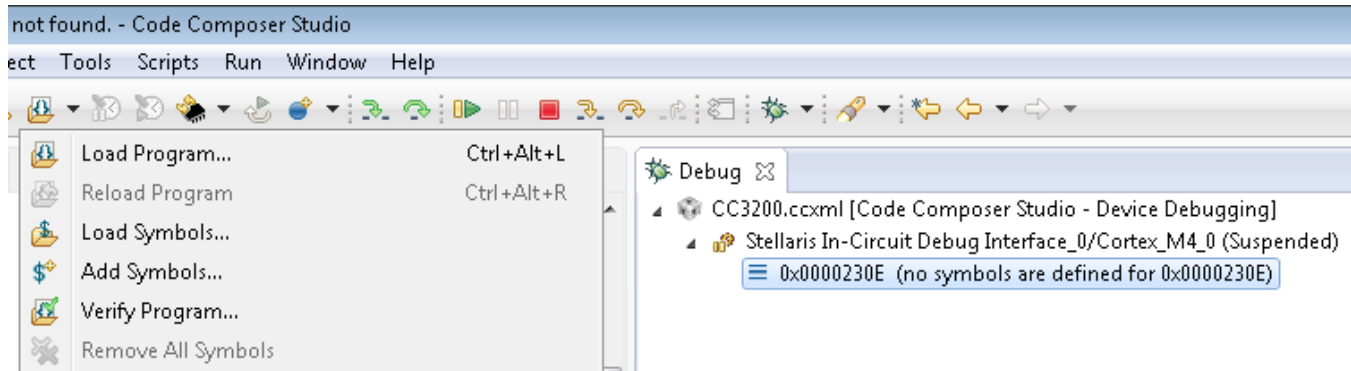 not found. - Code Composer Studio
ect Tools Scripts Run Window Help
Load Program... Ctrl+Alt+L
Reload Program Ctrl+Alt+R
Load Symbols...
Add Symbols...
Verify Program...
Remove All Symbols
Debug
CC3200.ccxml [Code Composer Studio - Device Debugging]
Stellaris In-Circuit Debug Interface_0/Cortex_M4_0 (Suspended)
0x0000230E (no symbols are defined for 0x0000230E)